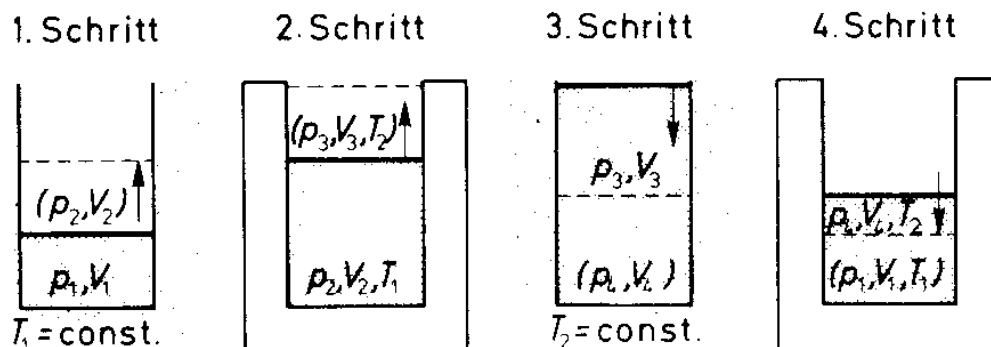 1. Schritt
2. Schritt
3. Schritt
4. Schritt
(p₂,V₂)
p₁,V₁
T₁=const.
(p₃,V₃,T₂)
p₂,V₂,T₁
p₃,V₃
(p₄,V₄)
T₂=const.
p₄,V₄,T₂
(p₁,V₁,T₁)